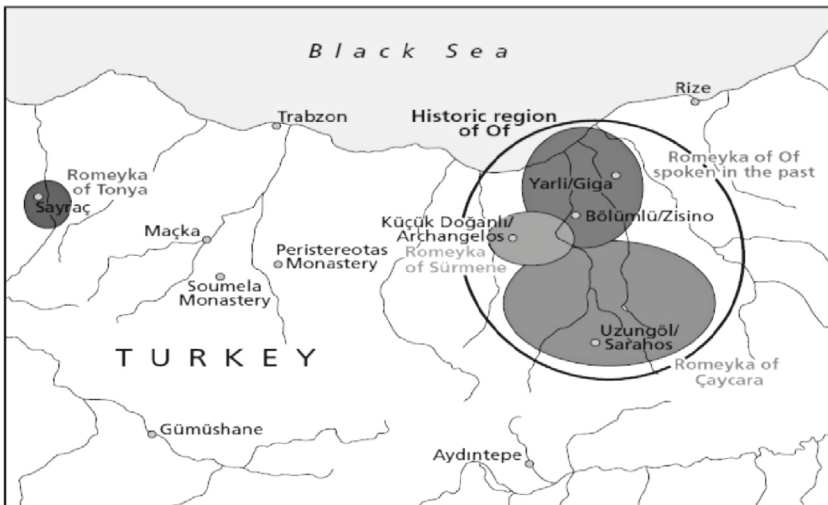 Black Sea
Rize
Trabzon
Historic region
of Of
Romeyka of Of
spoken in the past
Yarli/Giga
Romeyka
of Tonya
Sayraç
Bölümlü/Zisino
Küçük Doğanlı/
Archangelos
Romeyka
of Sürmene
Maçka
Peristereotas
Monastery
Soumela
Monastery
Uzungöl/
Sarahos
TURKEY
Romeyka of
Çaycara
Gümüshane
Aydıntepe